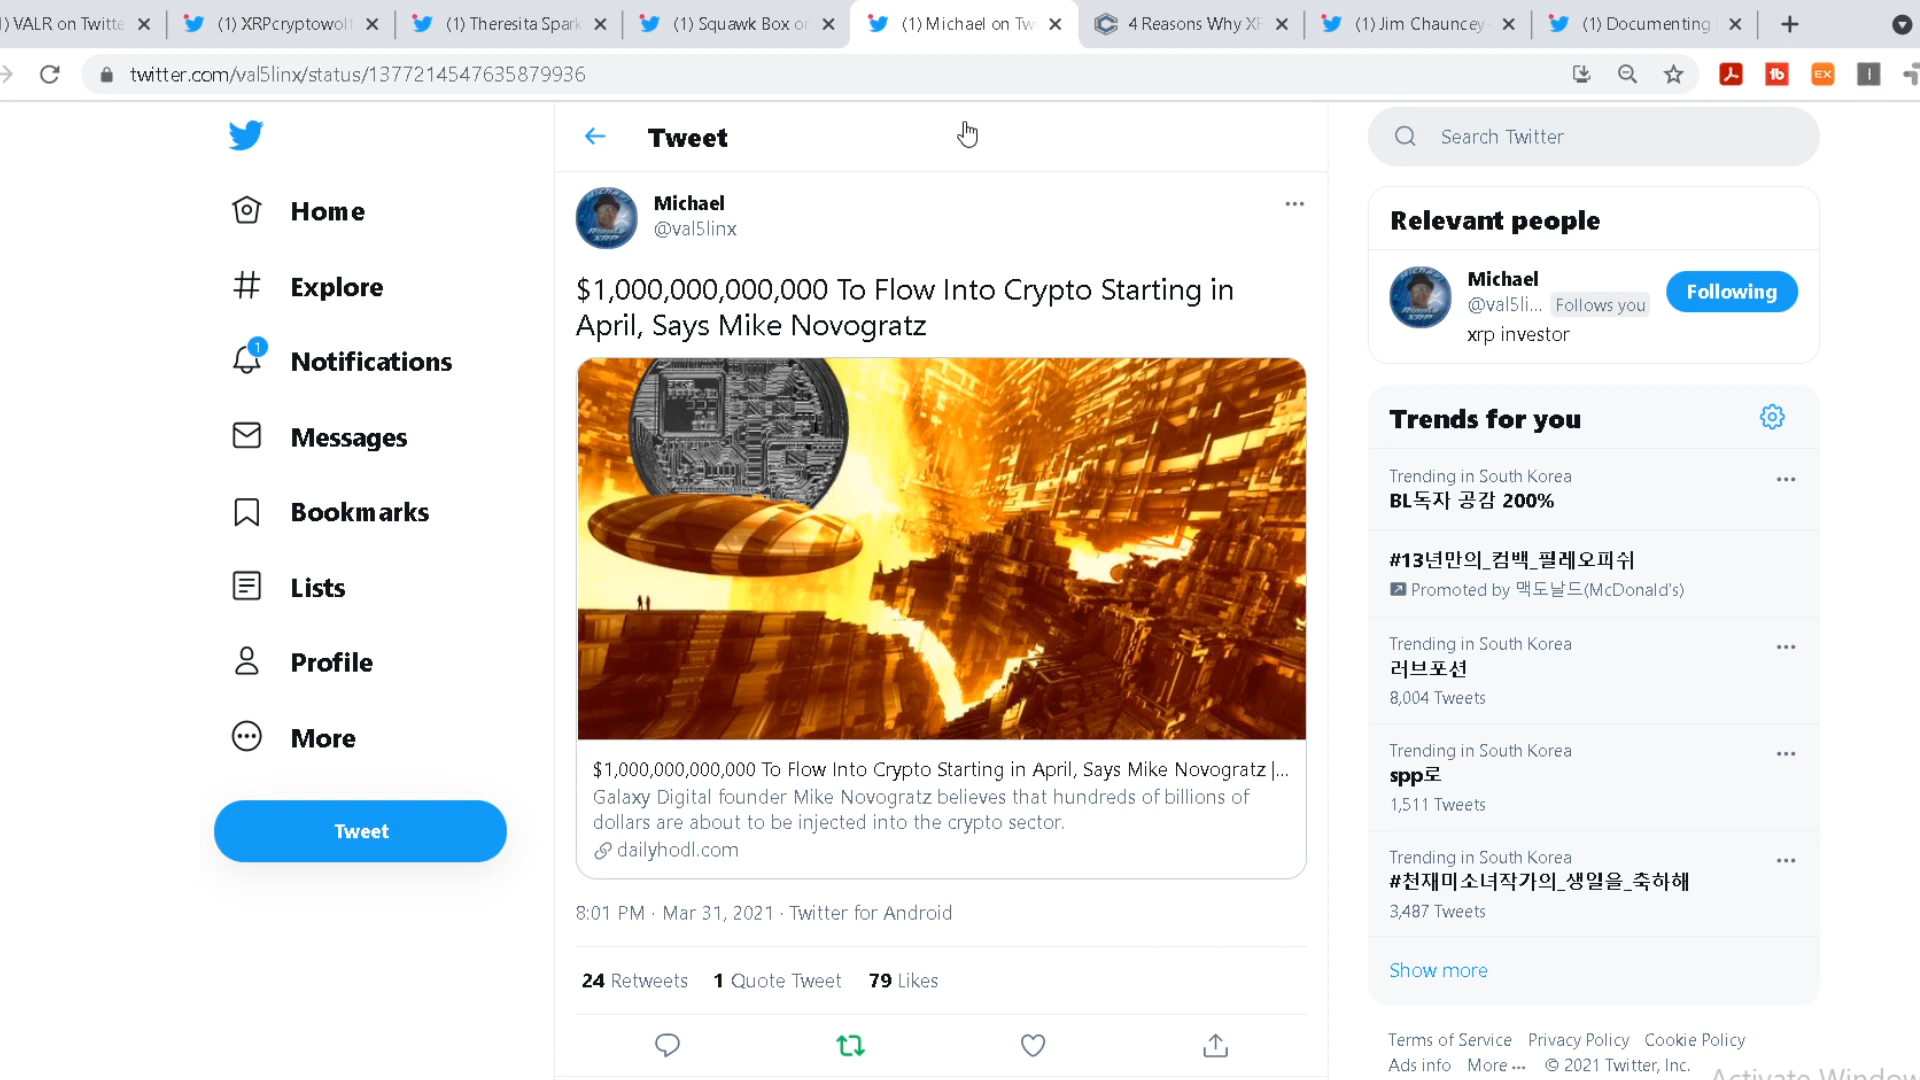 ) VALR on Twitte
(1) XRPcryptowolf
(1) Theresita Spark
(1) Squawk Box on
(1) Michael on Tw
4 Reasons Why XR
(1) Jim Chauncey-
(1) Documenting
twitter.com/val5linx/status/1377214547635879936
Tweet
Search Twitter
Michael
@val5linx
$1,000,000,000,000 To Flow Into Crypto Starting in
April, Says Mike Novogratz
$1,000,000,000,000 To Flow Into Crypto Starting in April, Says Mike Novogratz |...
Galaxy Digital founder Mike Novogratz believes that hundreds of billions of
dollars are about to be injected into the crypto sector.
dailyhodl.com
8:01 PM · Mar 31, 2021 · Twitter for Android
24 Retweets 1 Quote Tweet 79 Likes
Home
Explore
1
Notifications
Messages
Bookmarks
Lists
Profile
More
Tweet
Relevant people
Michael
@val5li... Follows you
Following
xrp investor
Trends for you
Trending in South Korea
BL독자 공감 200%
#13년만의_컴백_필레오피쉬
Promoted by 맥도날드(McDonald's)
Trending in South Korea
러브포션
8,004 Tweets
Trending in South Korea
spp로
1,511 Tweets
Trending in South Korea
#천재미소녀작가의_생일을_축하해
3,487 Tweets
Show more
Terms of Service Privacy Policy Cookie Policy
Ads info More ··· © 2021 Twitter, Inc.
Activate Window